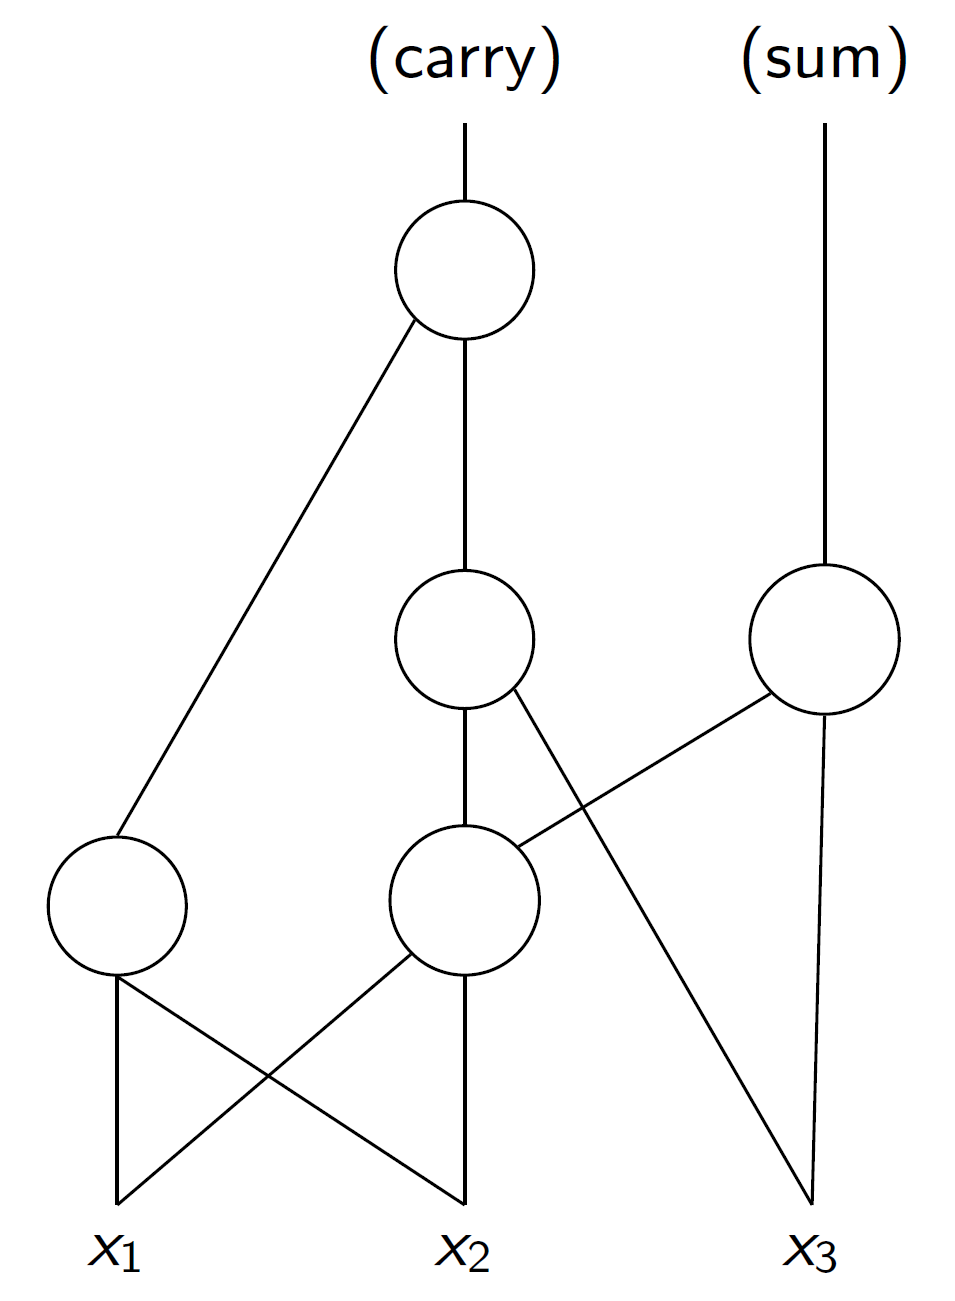 (carry) (sum)
x₁ x₂ x₃